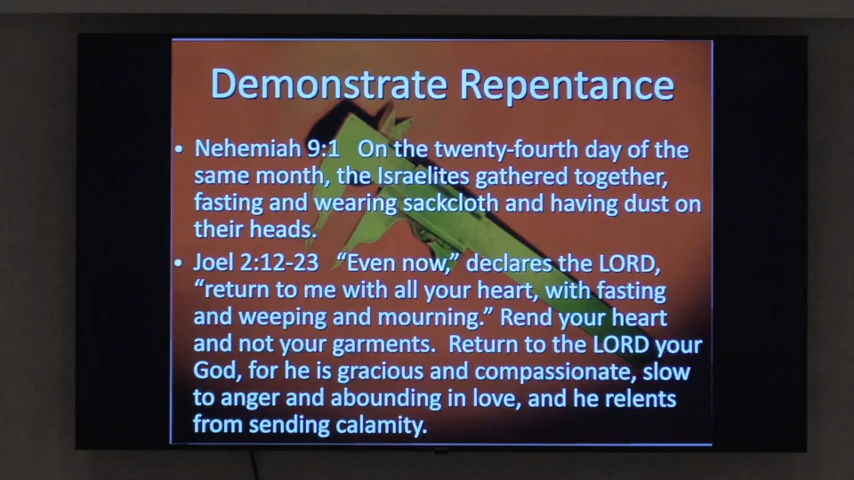 Demonstrate Repentance
• Nehemiah 9:1 On the twenty-fourth day of the
same month, the Israelites gathered together,
fasting and wearing sackcloth and having dust on
their heads.
• Joel 2:12-23 “Even now,” declares the LORD,
“return to me with all your heart, with fasting
and weeping and mourning.” Rend your heart
and not your garments. Return to the LORD your
God, for he is gracious and compassionate, slow
to anger and abounding in love, and he relents
from sending calamity.